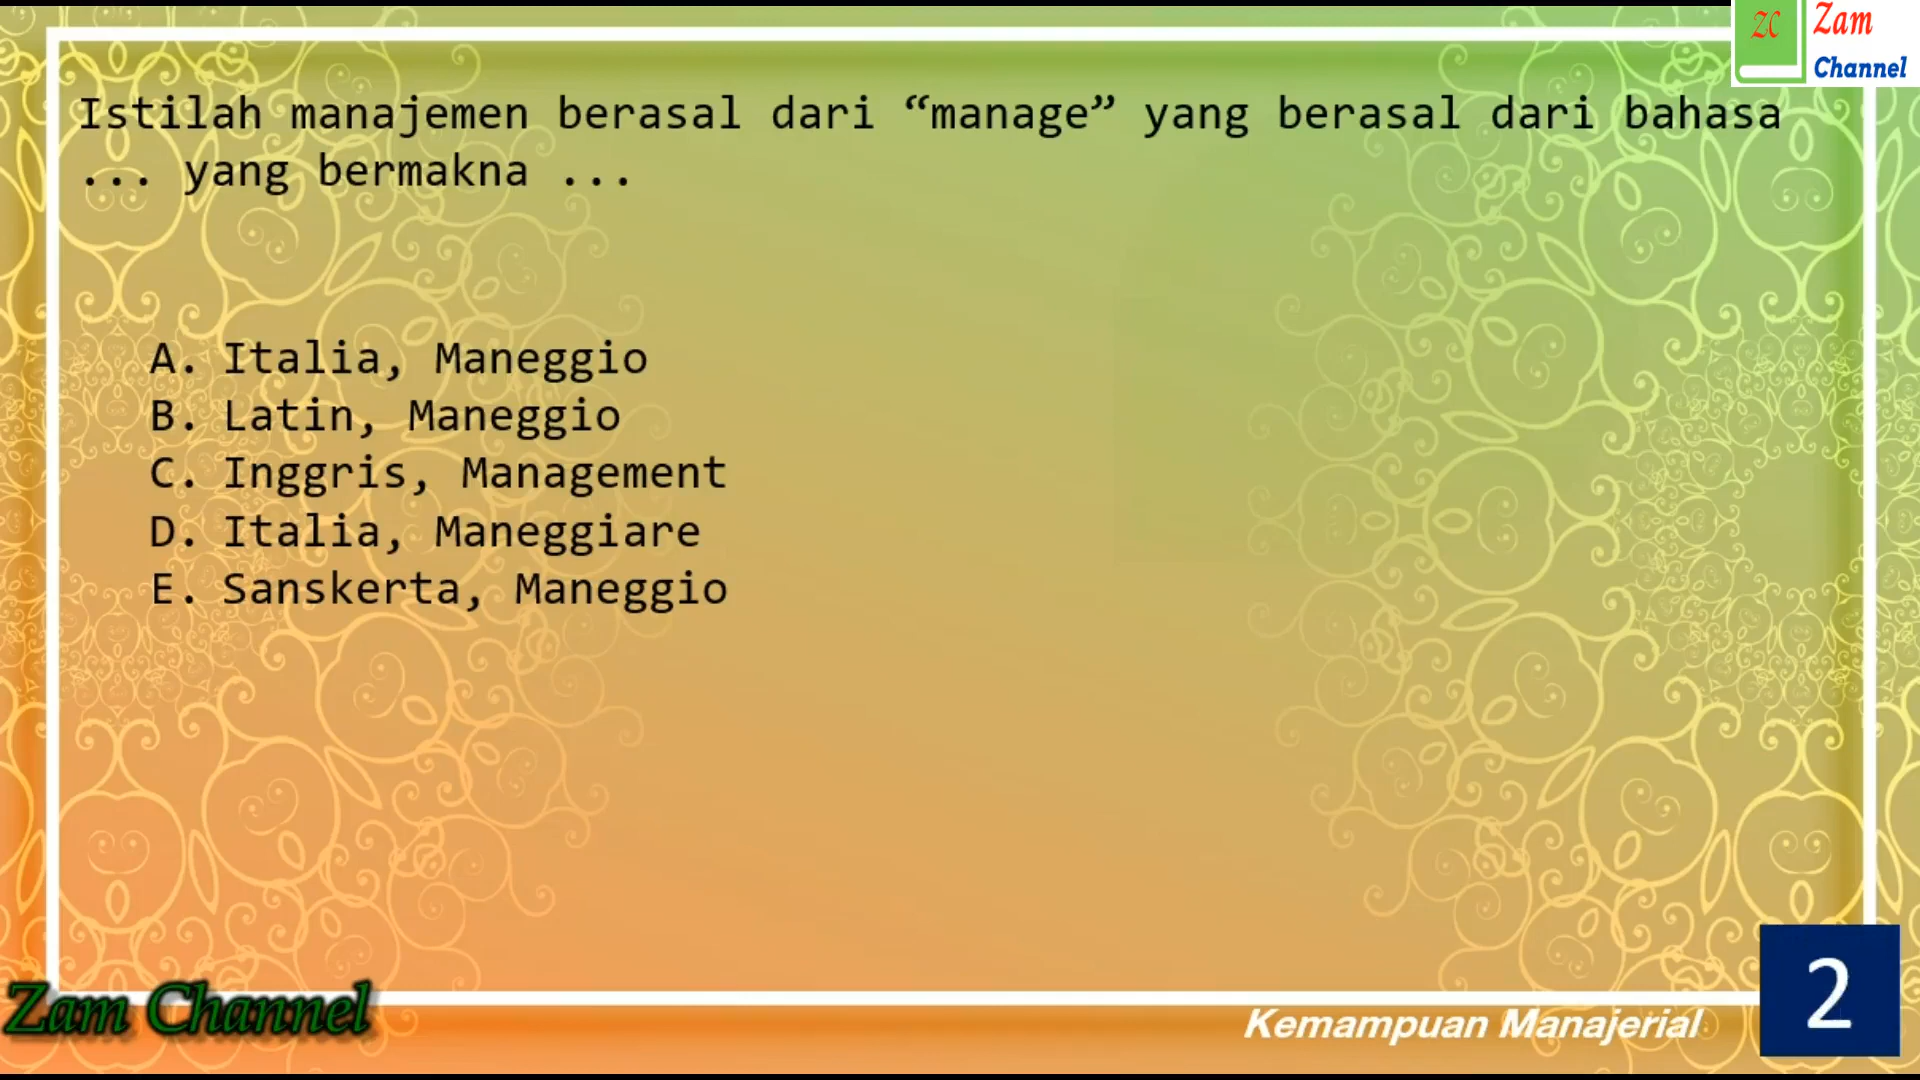 ZC Zam
Channel
Istilah manajemen berasal dari “manage” yang berasal dari bahasa
... yang bermakna ...
A. Italia, Maneggio
B. Latin, Maneggio
C. Inggris, Management
D. Italia, Maneggiare
E. Sanskerta, Maneggio
Zam Channel
Kemampuan Manajerial
2